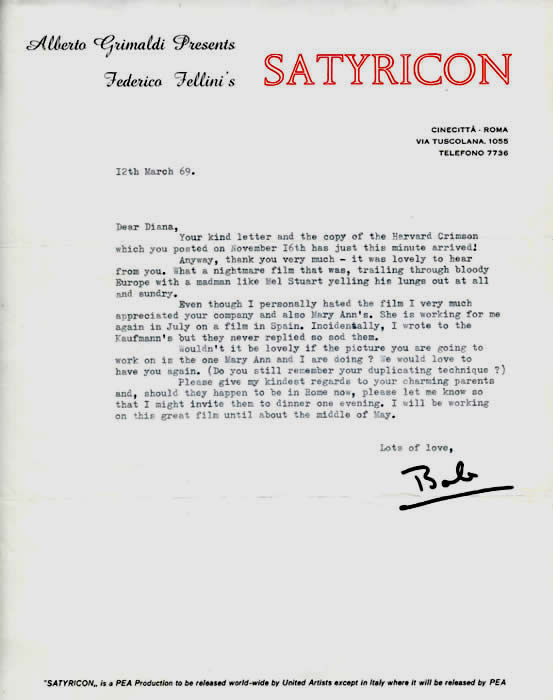 Alberto Grimaldi Presents
Federico Fellini's SATYRICON
CINECITTÀ - ROMA
VIA TUSCOLANA, 1055
TELEFONO 7736
12th March 69.
Dear Diana,
Your kind letter and the copy of the Harvard Crimson
which you posted on November 16th has just this minute arrived!
Anyway, thank you very much - it was lovely to hear
from you. What a nightmare film that was, trailing through bloody
Europe with a madman like Mel Stuart yelling his lungs out at all
and sundry.
Even though I personally hated the film I very much
appreciated your company and also Mary Ann's. She is working for me
again in July on a film in Spain. Incidentally, I wrote to the
Kaufmann's but they never replied so sod them.
Wouldn't it be lovely if the picture you are going to
work on is the one Mary Ann and I are doing ? We would love to
have you again. (Do you still remember your duplicating technique ?)
Please give my kindest regards to your charming parents
and, should they happen to be in Rome now, please let me know so
that I might invite them to dinner one evening. I will be working
on this great film until about the middle of May.
Lots of love,
Bob
"SATYRICON„ is a PEA Production to be released world-wide by United Artists except in Italy where it will be released by PEA